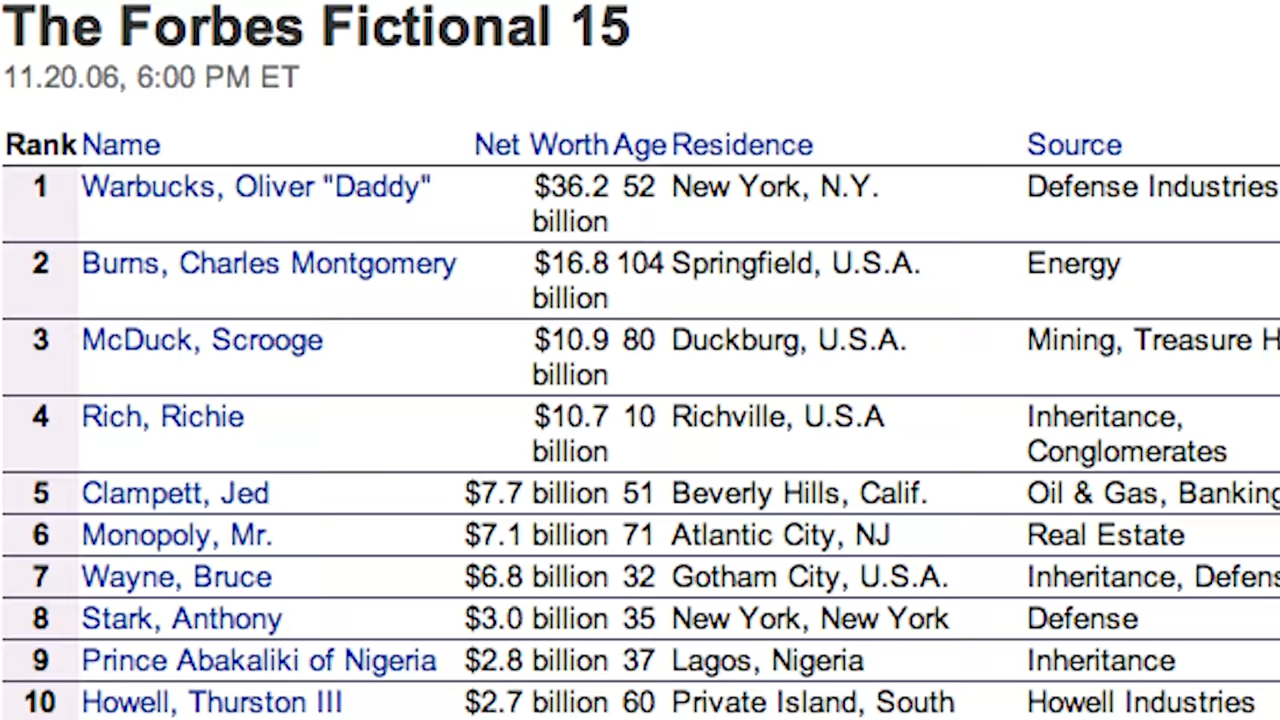 The Forbes Fictional 15
11.20.06, 6:00 PM ET
Rank Name Net Worth Age Residence Source
1 Warbucks, Oliver "Daddy" $36.2 52 New York, N.Y. Defense Industries
billion
2 Burns, Charles Montgomery $16.8 104 Springfield, U.S.A. Energy
billion
3 McDuck, Scrooge $10.9 80 Duckburg, U.S.A. Mining, Treasure H
billion
4 Rich, Richie $10.7 10 Richville, U.S.A Inheritance,
billion Conglomerates
5 Clampett, Jed $7.7 billion 51 Beverly Hills, Calif. Oil & Gas, Banking
6 Monopoly, Mr. $7.1 billion 71 Atlantic City, NJ Real Estate
7 Wayne, Bruce $6.8 billion 32 Gotham City, U.S.A. Inheritance, Defens
8 Stark, Anthony $3.0 billion 35 New York, New York Defense
9 Prince Abakaliki of Nigeria $2.8 billion 37 Lagos, Nigeria Inheritance
10 Howell, Thurston III $2.7 billion 60 Private Island, South Howell Industries